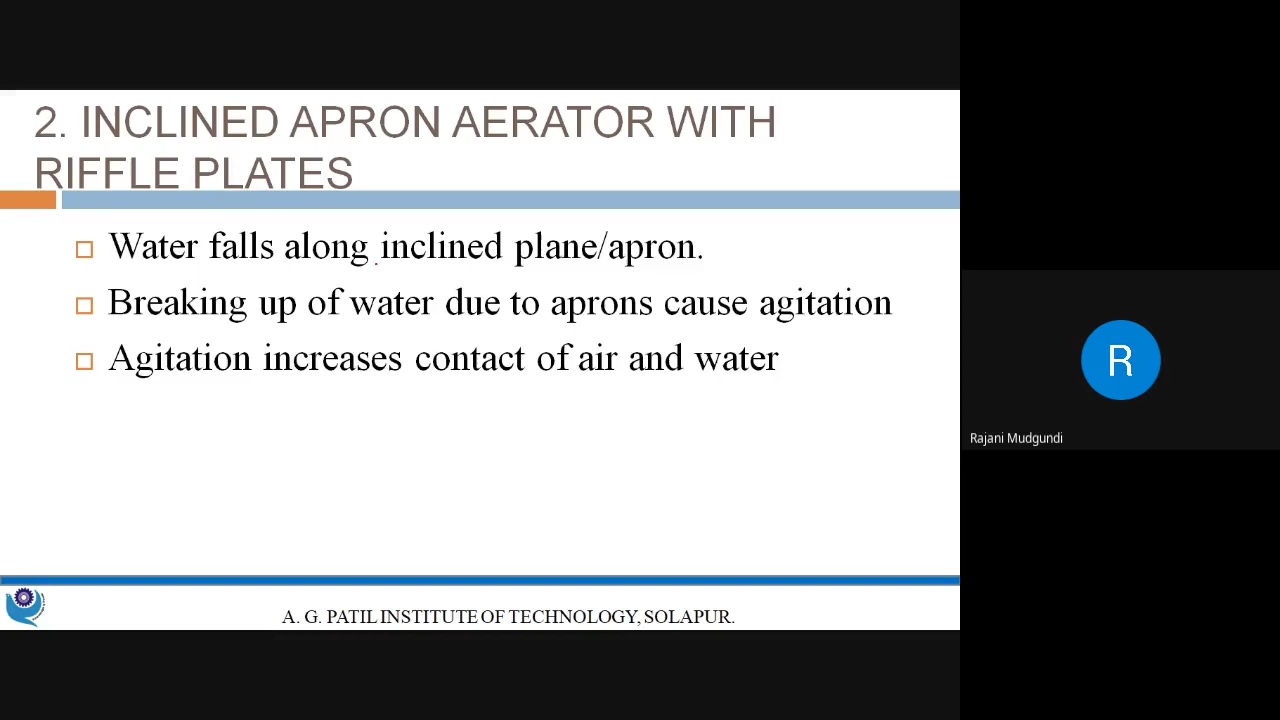 2. INCLINED APRON AERATOR WITH
RIFFLE PLATES
Water falls along inclined plane/apron.
Breaking up of water due to aprons cause agitation
Agitation increases contact of air and water
A. G. PATIL INSTITUTE OF TECHNOLOGY, SOLAPUR.
R
Rajani Mudgundi